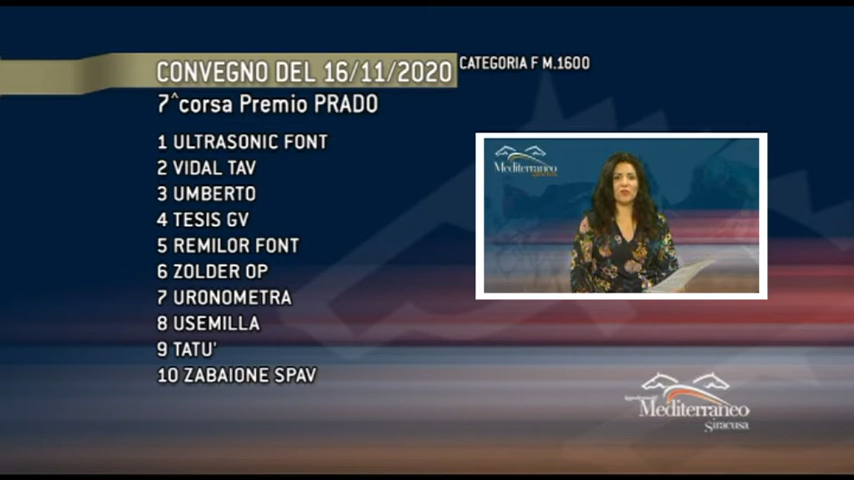 CONVEGNO DEL 16/11/2020
CATEGORIA F M.1600
7^corsa Premio PRADO
1 ULTRASONIC FONT
2 VIDAL TAV
3 UMBERTO
4 TESIS GV
5 REMILOR FONT
6 ZOLDER OP
7 URONOMETRA
8 USEMILLA
9 TATU'
10 ZABAIONE SPAV
Mediterraneo
Siracusa
Mediterraneo
Siracusa